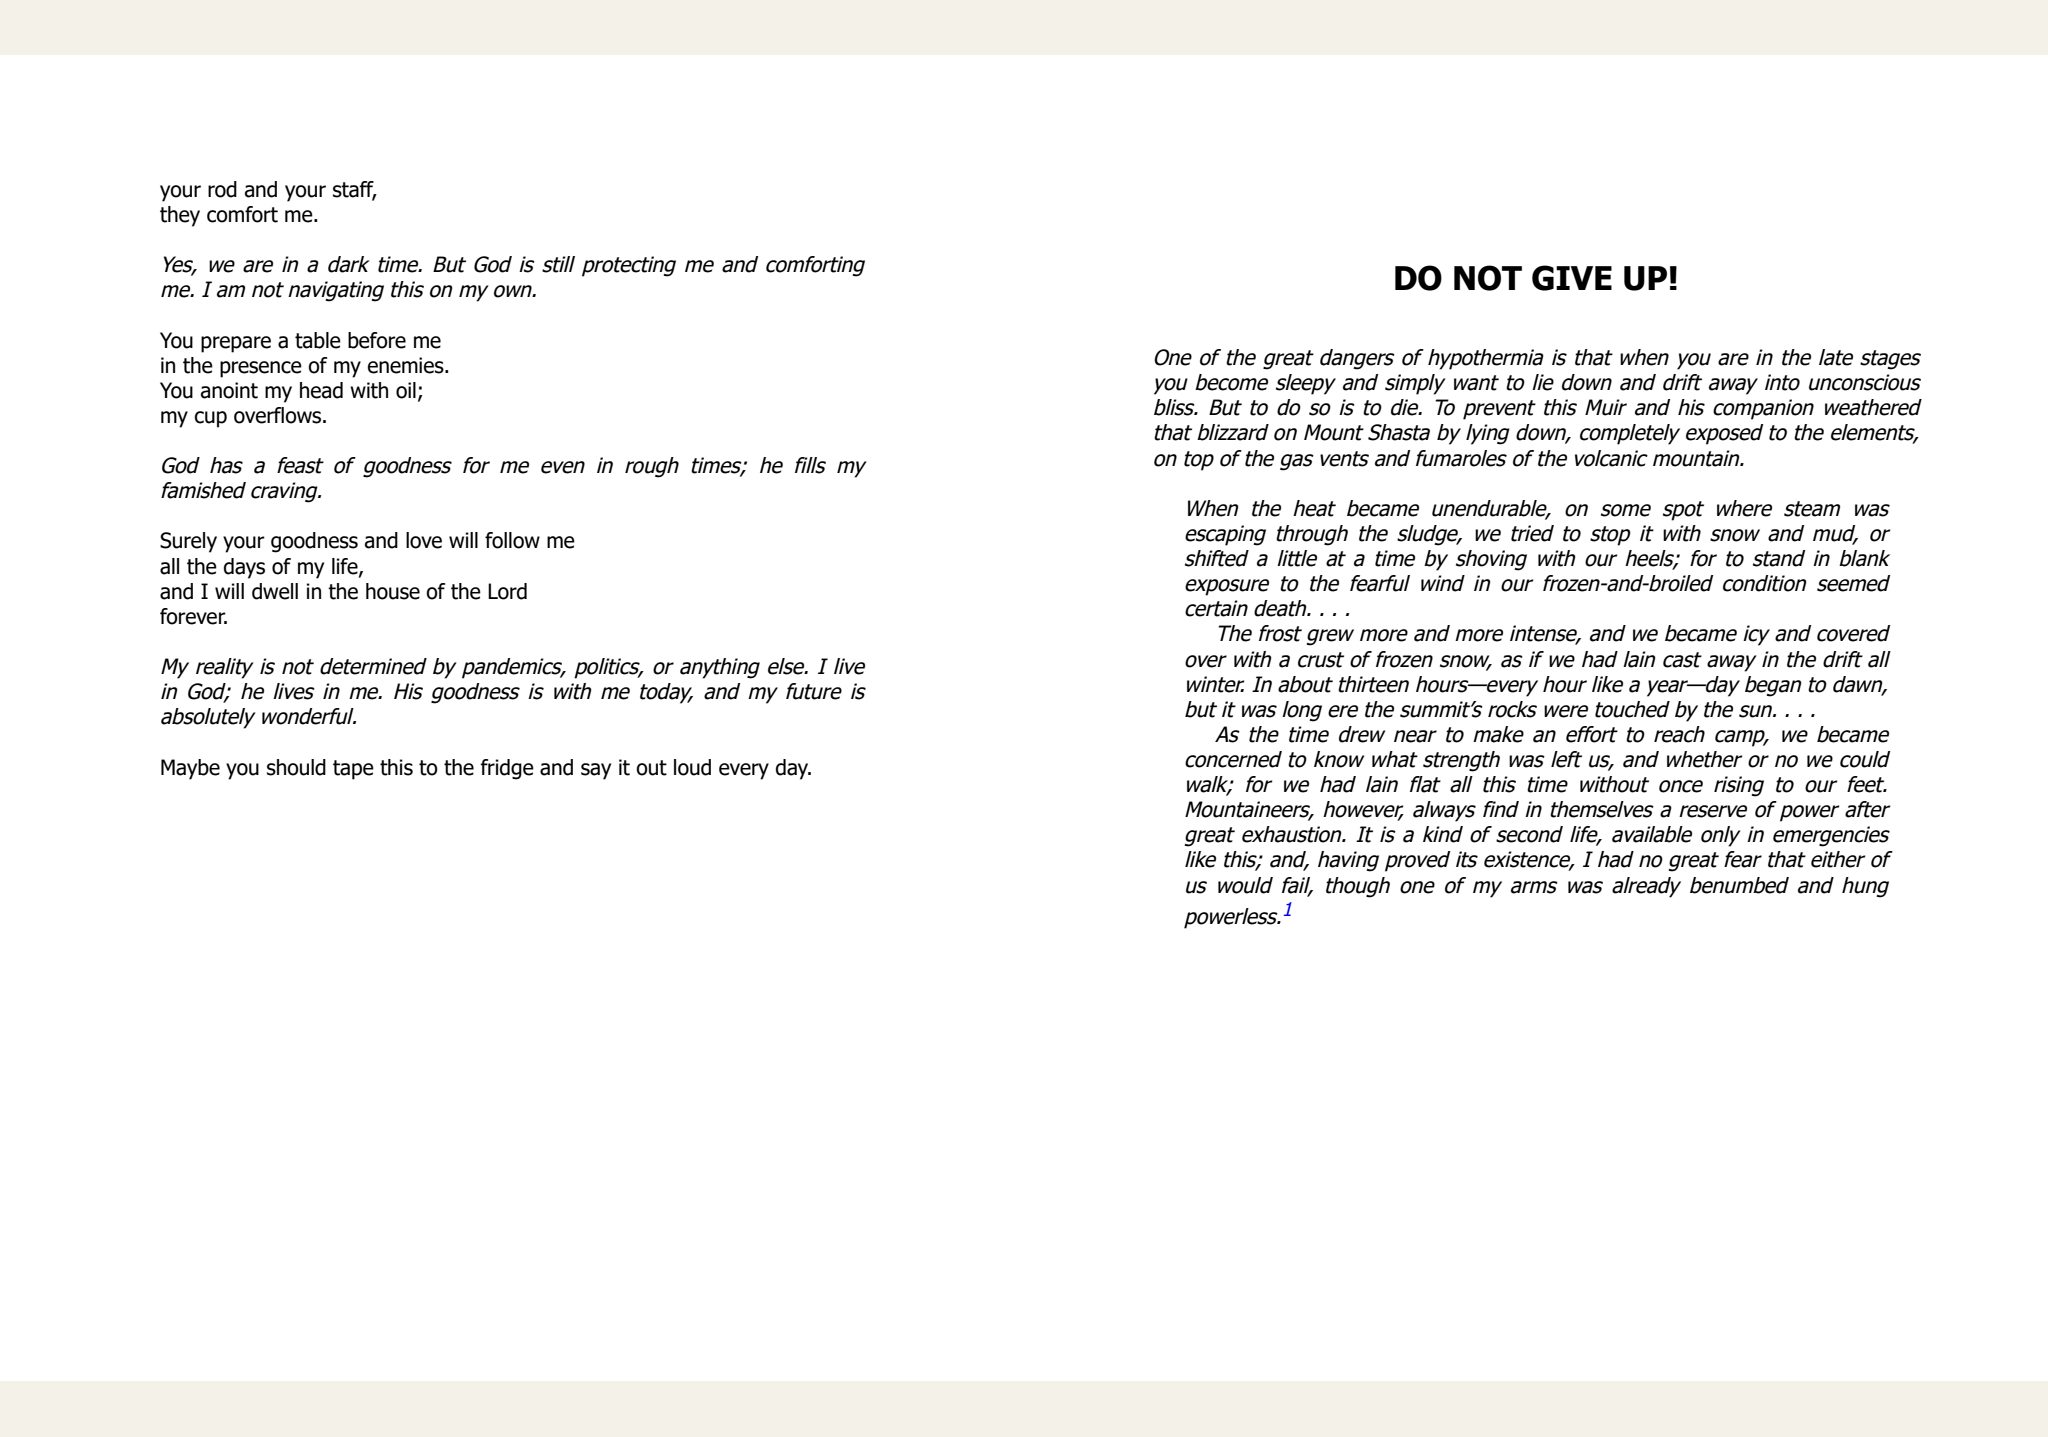 your rod and your staff,
they comfort me.
Yes, we are in a dark time. But God is still protecting me and comforting
me. I am not navigating this on my own.
You prepare a table before me
in the presence of my enemies.
You anoint my head with oil;
my cup overflows.
God has a feast of goodness for me even in rough times; he fills my
famished craving.
Surely your goodness and love will follow me
all the days of my life,
and I will dwell in the house of the Lord
forever.
My reality is not determined by pandemics, politics, or anything else. I live
in God; he lives in me. His goodness is with me today, and my future is
absolutely wonderful.
Maybe you should tape this to the fridge and say it out loud every day.
DO NOT GIVE UP!
One of the great dangers of hypothermia is that when you are in the late stages
you become sleepy and simply want to lie down and drift away into unconscious
bliss. But to do so is to die. To prevent this Muir and his companion weathered
that blizzard on Mount Shasta by lying down, completely exposed to the elements,
on top of the gas vents and fumaroles of the volcanic mountain.
When the heat became unendurable, on some spot where steam was
escaping through the sludge, we tried to stop it with snow and mud, or
shifted a little at a time by shoving with our heels; for to stand in blank
exposure to the fearful wind in our frozen-and-broiled condition seemed
certain death. . . .
The frost grew more and more intense, and we became icy and covered
over with a crust of frozen snow, as if we had lain cast away in the drift all
winter. In about thirteen hours—every hour like a year—day began to dawn,
but it was long ere the summit’s rocks were touched by the sun. . . .
As the time drew near to make an effort to reach camp, we became
concerned to know what strength was left us, and whether or no we could
walk; for we had lain flat all this time without once rising to our feet.
Mountaineers, however, always find in themselves a reserve of power after
great exhaustion. It is a kind of second life, available only in emergencies
like this; and, having proved its existence, I had no great fear that either of
us would fail, though one of my arms was already benumbed and hung
powerless.1